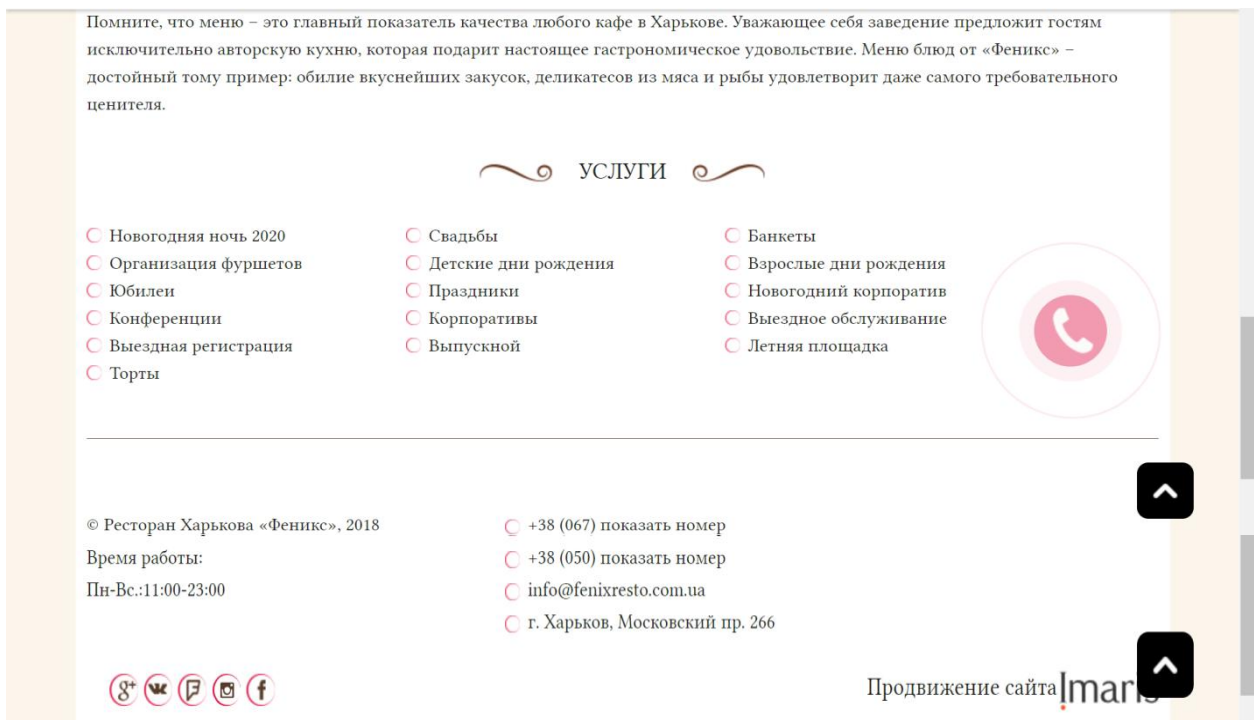 Помните, что меню – это главный показатель качества любого кафе в Харькове. Уважающее себя заведение предложит гостям
исключительно авторскую кухню, которая подарит настоящее гастрономическое удовольствие. Меню блюд от «Феникс» –
достойный тому пример: обилие вкуснейших закусок, деликатесов из мяса и рыбы удовлетворит даже самого требовательного
ценителя.
УСЛУГИ
Новогодняя ночь 2020
Организация фуршетов
Юбилеи
Конференции
Выездная регистрация
Торты
Свадьбы
Детские дни рождения
Праздники
Корпоративы
Выпускной
Банкеты
Взрослые дни рождения
Новогодний корпоратив
Выездное обслуживание
Летняя площадка
© Ресторан Харькова «Феникс», 2018
Время работы:
Пн-Вс.:11:00-23:00
+38 (067) показать номер
+38 (050) показать номер
info@fenixresto.com.ua
г. Харьков, Московский пр. 266
Продвижение сайта